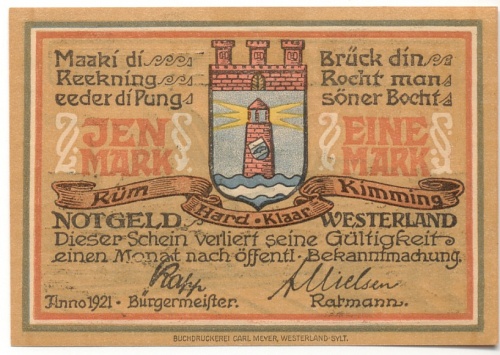 Maaki di
Reekning
eeder di Pung
Brück din
Rocht man
söner Bocht
JEN
MARK
EINE
MARK
Rüm Hard · Klaar Kimming
NOTGELD WESTERLAND
Dieser Schein verliert seine Gültigkeit
einen Monat nach öffentl. Bekanntmachung.
Rapp
A Nielsen
Anno 1921 · Bürgermeister. Ratmann.
BUCHDRUCKEREI CARL MEYER, WESTERLAND-SYLT.